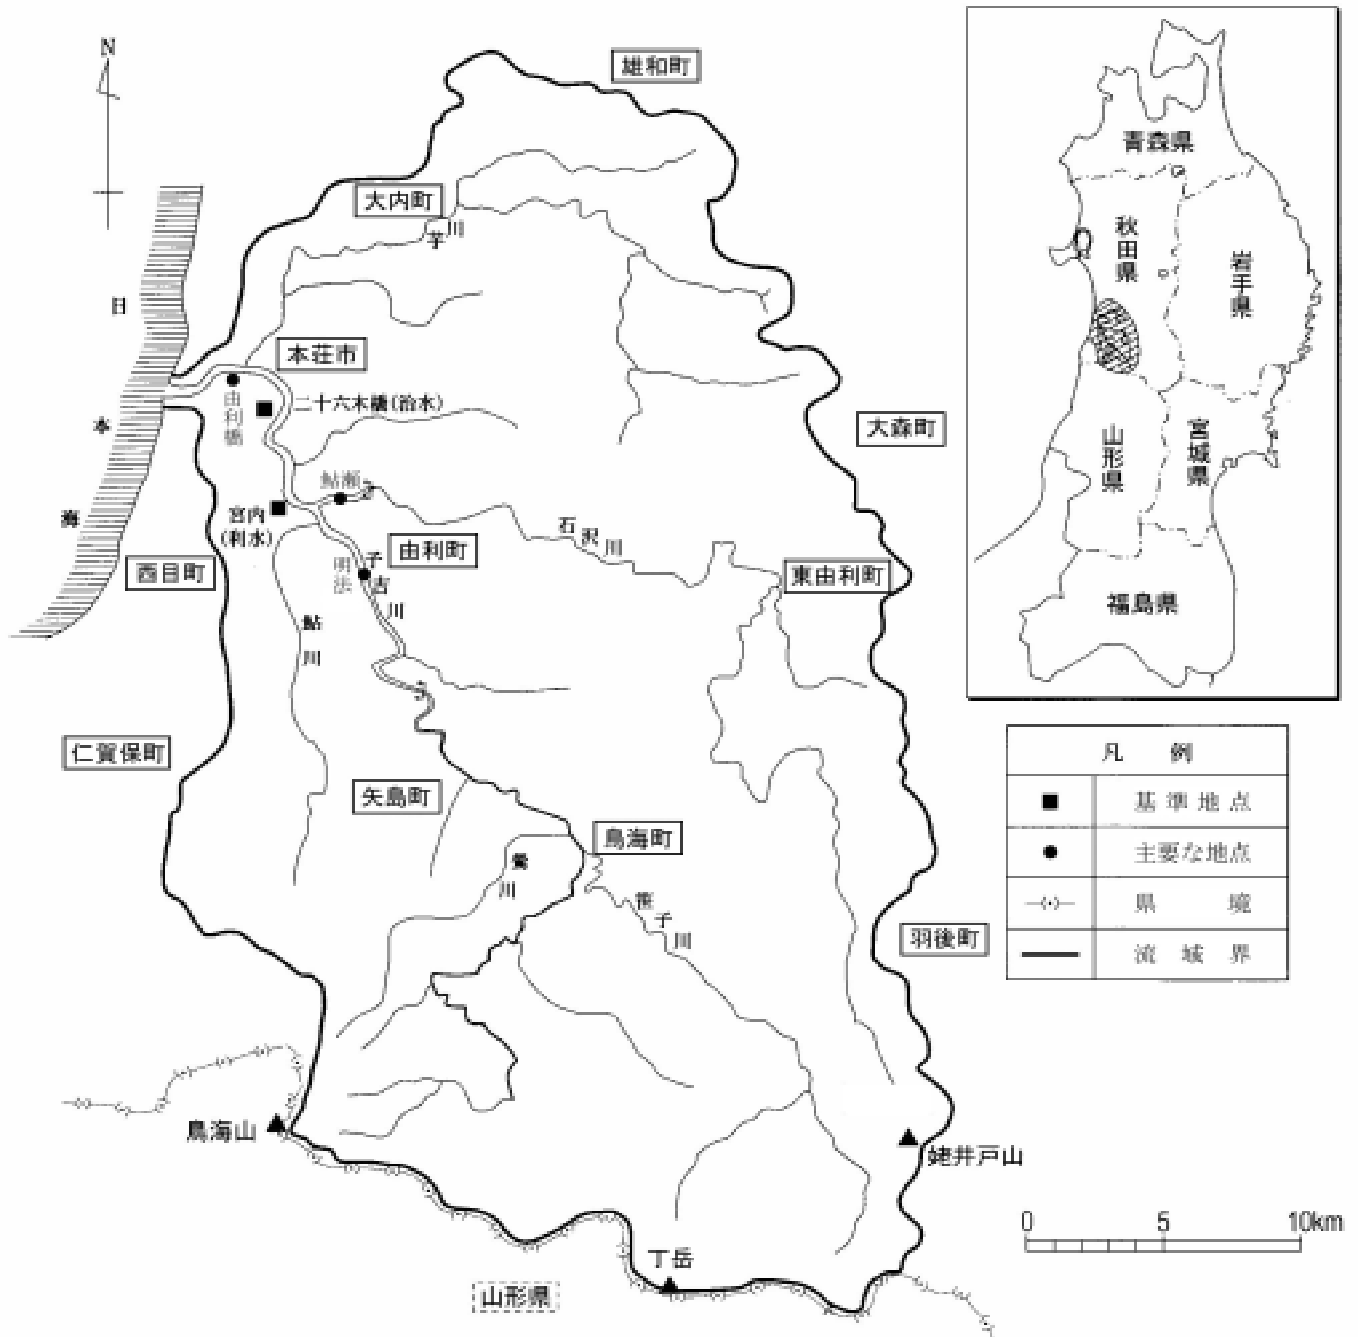 N
雄和町
大内町
芋川
日本海
本荘市
由利橋
二十六木橋(治水)
鮎瀬
宮内
(利水)
石沢川
由利町
明法
子吉川
西目町
東由利町
大森町
鮎川
仁賀保町
矢島町
鳥海町
笹子川
羽後町
鳥海山
姥井戸山
丁岳
山形県
青森県
秋田県
岩手県
山形県
宮城県
福島県
凡例
基準地点
主要な地点
県境
流域界
0 5 10km